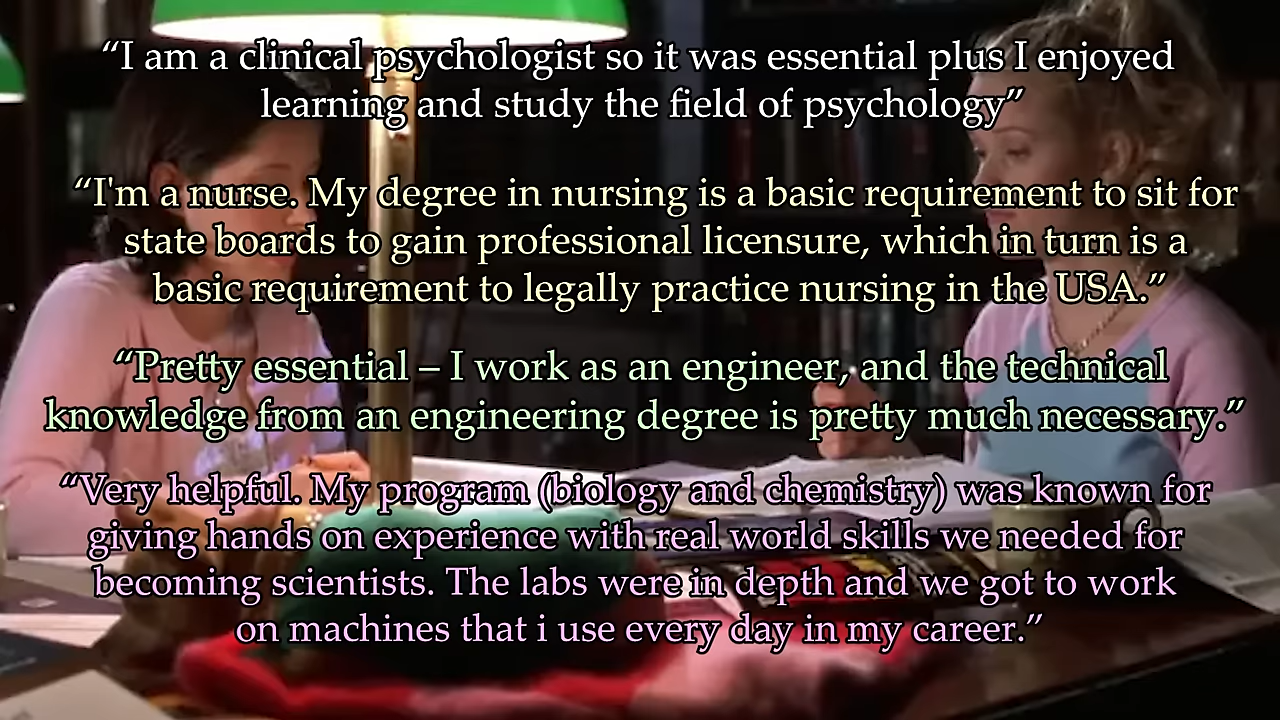 “I am a clinical psychologist so it was essential plus I enjoyed
learning and study the field of psychology”
“I'm a nurse. My degree in nursing is a basic requirement to sit for
state boards to gain professional licensure, which in turn is a
basic requirement to legally practice nursing in the USA.”
“Pretty essential – I work as an engineer, and the technical
knowledge from an engineering degree is pretty much necessary.”
“Very helpful. My program (biology and chemistry) was known for
giving hands on experience with real world skills we needed for
becoming scientists. The labs were in depth and we got to work
on machines that i use every day in my career.”